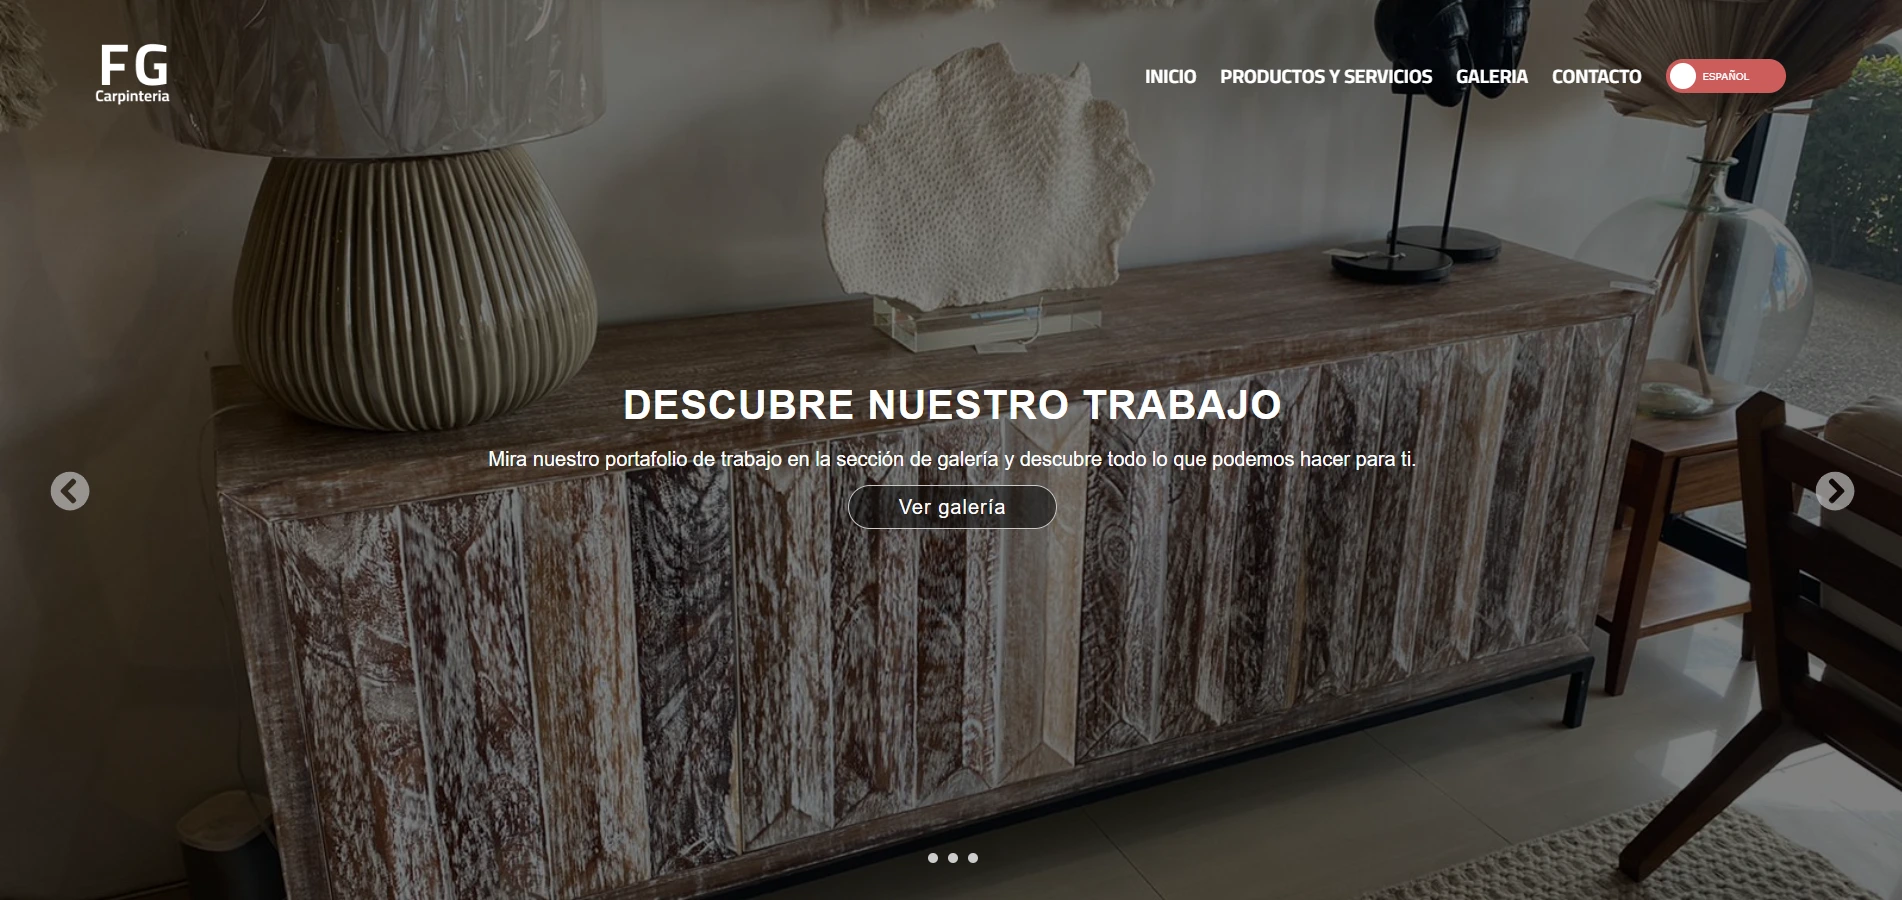 FG
Carpinteria
INICIO PRODUCTOS Y SERVICIOS GALERIA CONTACTO ESPAÑOL
DESCUBRE NUESTRO TRABAJO
Mira nuestro portafolio de trabajo en la sección de galería y descubre todo lo que podemos hacer para ti.
Ver galería